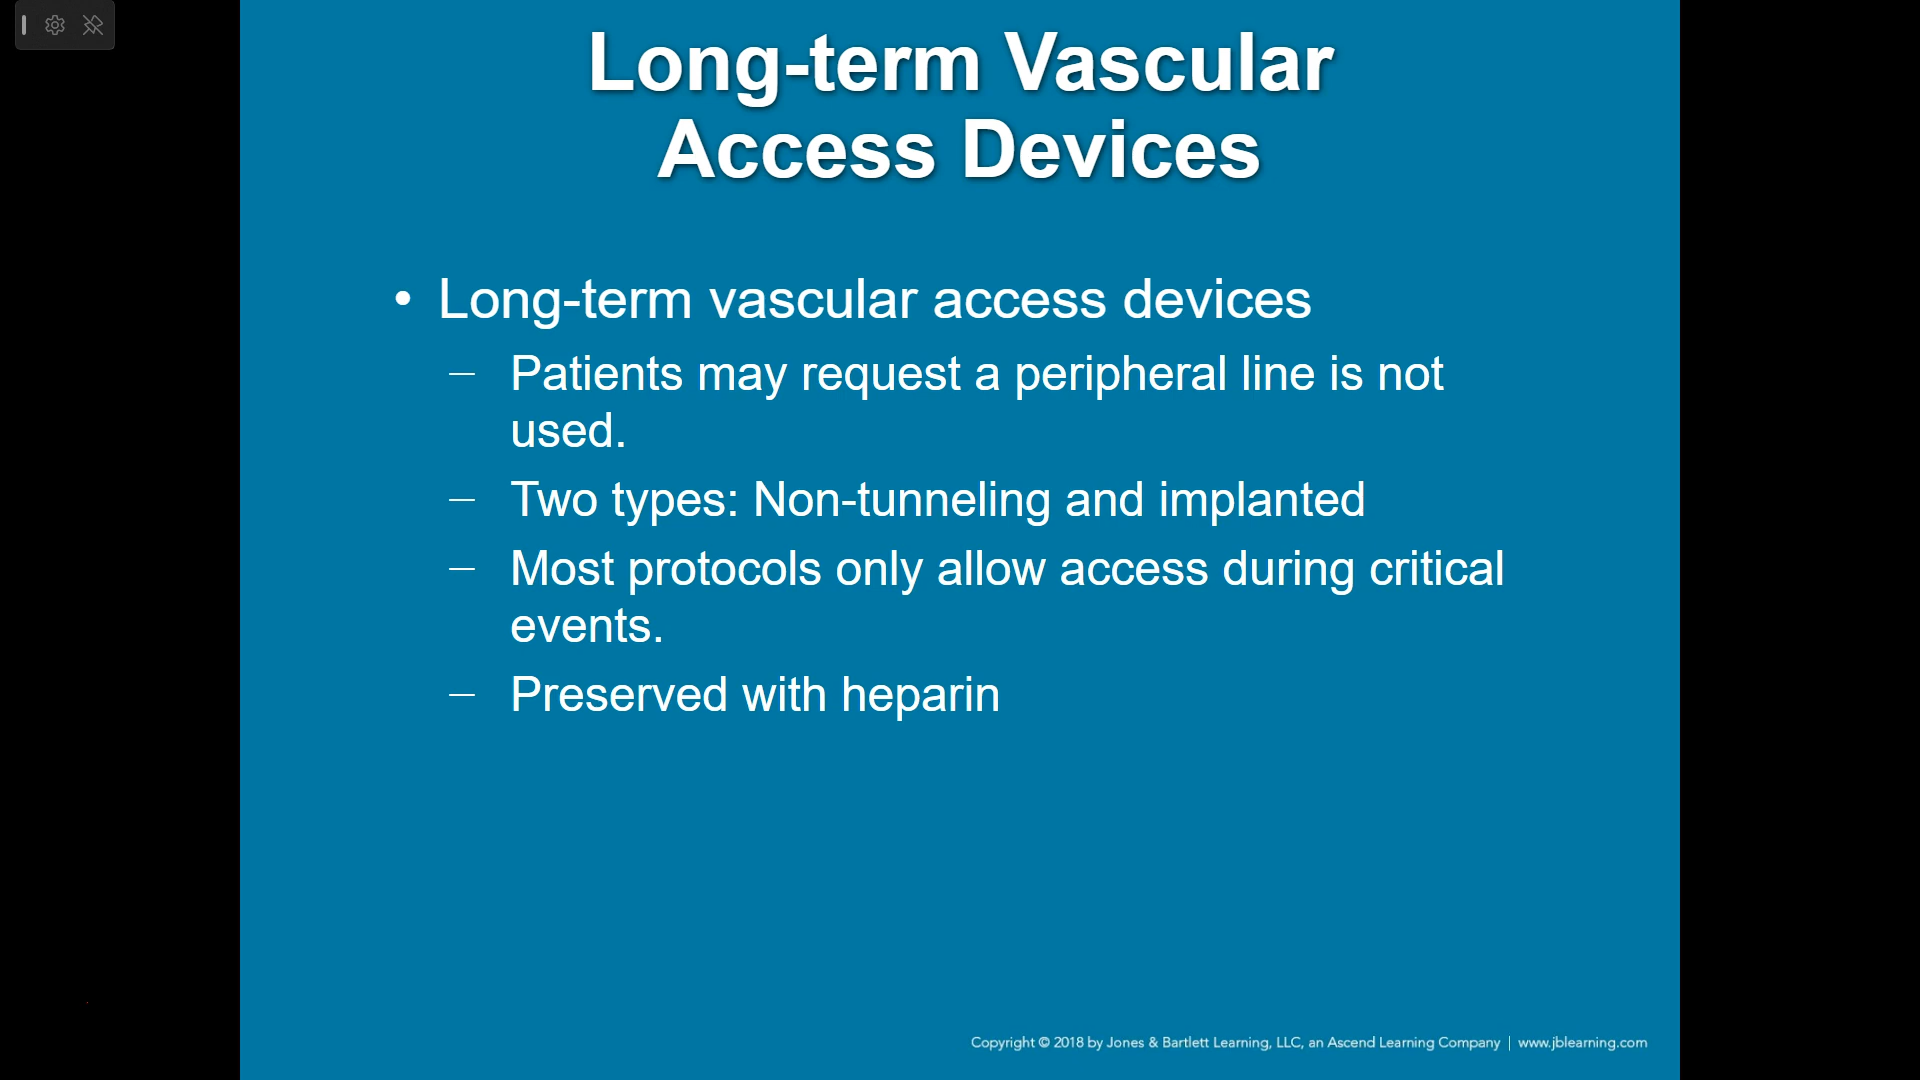 Long-term Vascular
Access Devices
• Long-term vascular access devices
– Patients may request a peripheral line is not
used.
– Two types: Non-tunneling and implanted
– Most protocols only allow access during critical
events.
– Preserved with heparin
Copyright © 2018 by Jones & Bartlett Learning, LLC, an Ascend Learning Company | www.jblearning.com